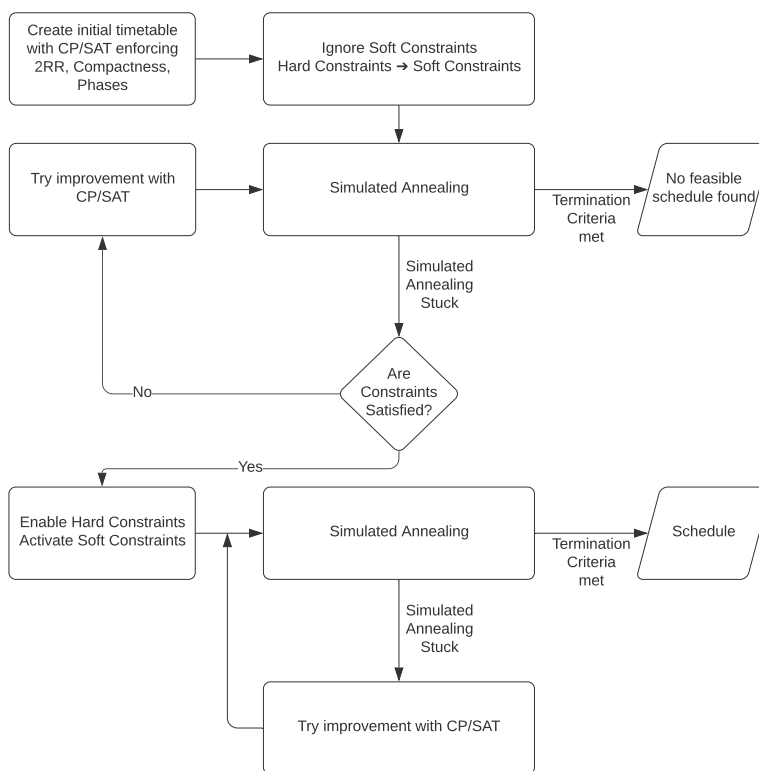 Create initial timetable
with CP/SAT enforcing
2RR, Compactness,
Phases
Ignore Soft Constraints
Hard Constraints ➔ Soft Constraints
Try improvement with
CP/SAT
Simulated Annealing
Termination
Criteria
met
No feasible
schedule found
Simulated
Annealing
Stuck
Are
Constraints
Satisfied?
No
Yes
Enable Hard Constraints
Activate Soft Constraints
Simulated Annealing
Termination
Criteria
met
Schedule
Simulated
Annealing
Stuck
Try improvement with CP/SAT